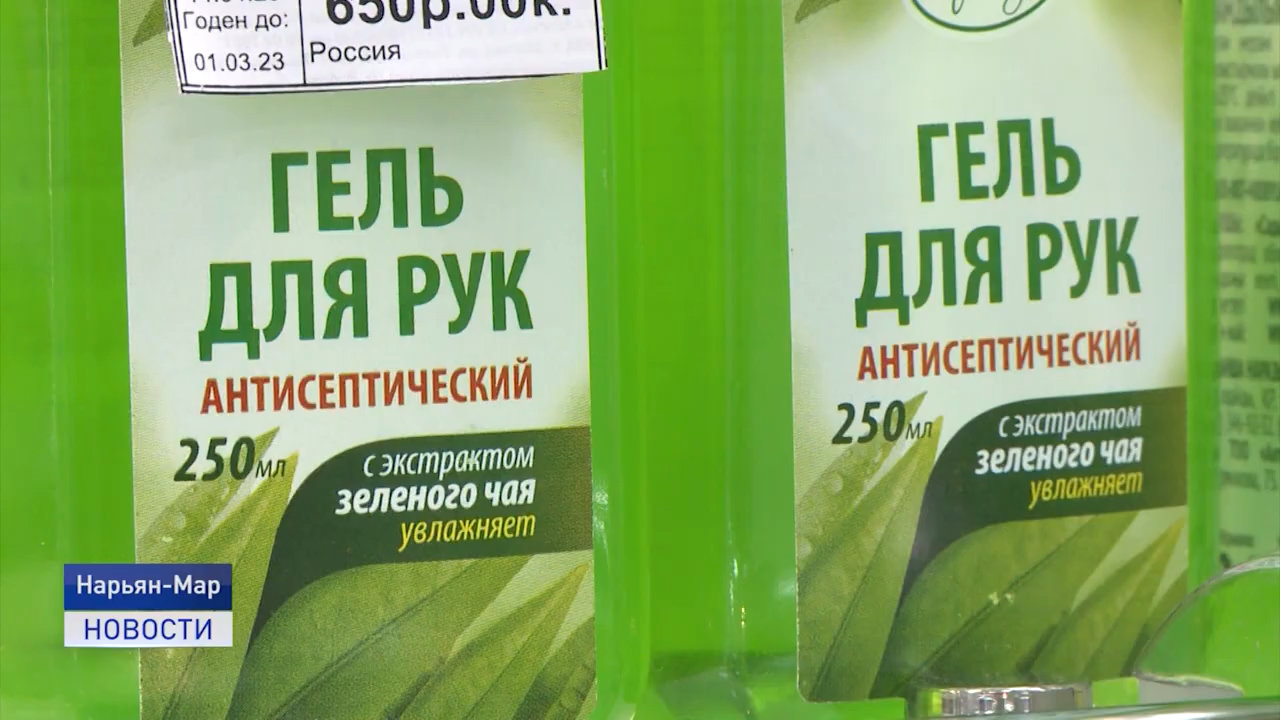 650р.00к.
Годен до:
01.03.23
Россия
ГЕЛЬ
ДЛЯ РУК
АНТИСЕПТИЧЕСКИЙ
250мл
с экстрактом
зеленого чая
увлажняет
ГЕЛЬ
ДЛЯ РУК
АНТИСЕПТИЧЕСКИЙ
250мл
с экстрактом
зеленого чая
увлажняет
Нарьян-Мар
НОВОСТИ